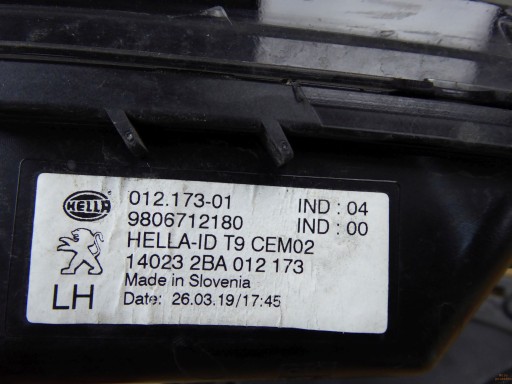 HELLA
012.173-01 IND : 04
9806712180 IND : 00
HELLA-ID T9 CEM02
14023 2BA 012 173
LH Made in Slovenia
Date: 26.03.19/17:45